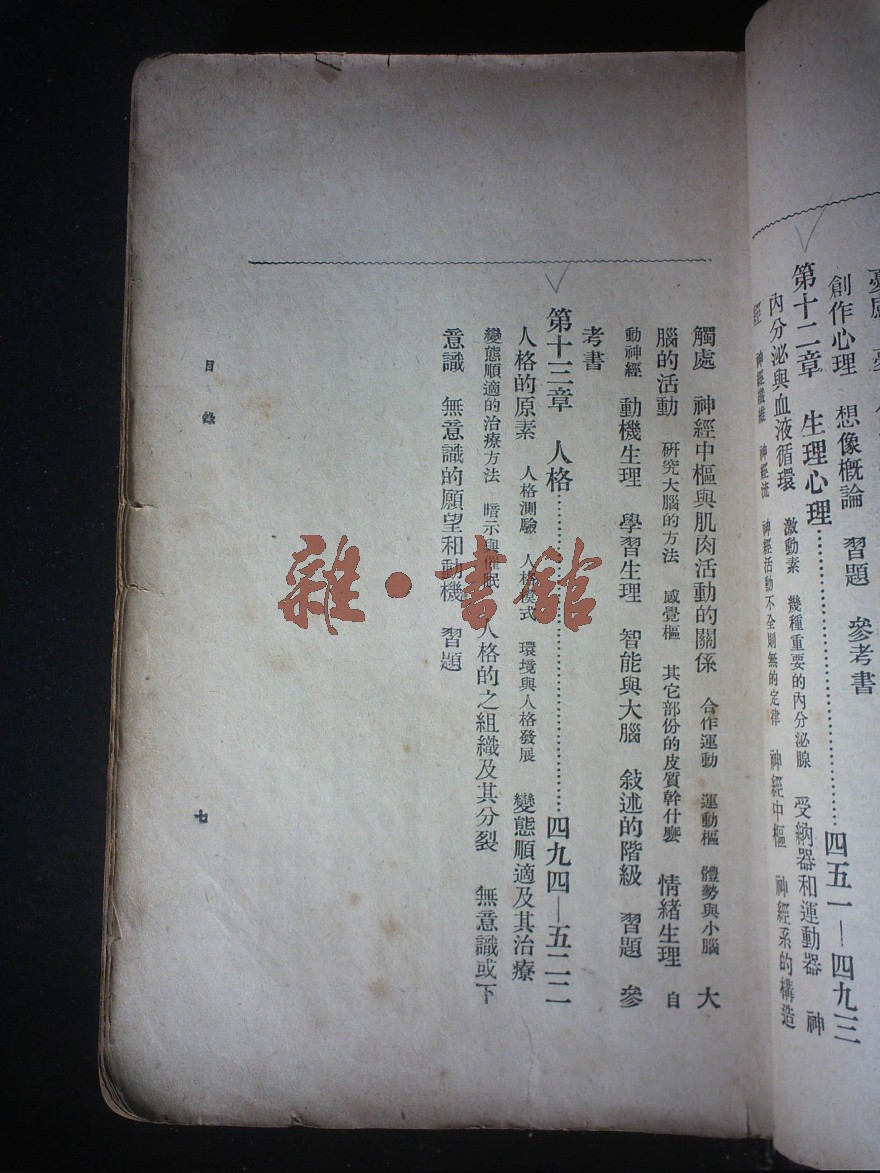 創作心理　想像概論　習題　參考書
第十二章　生理心理……………………四五一—四九三
內分泌與血液循環　激動素　幾種重要的內分泌腺　受納器和運動器　神
經　神經纖維　神經流　神經活動不全則無的定律　神經中樞　神經系的構造
觸處　神經中樞與肌肉活動的關係　合作運動　運動樞　體勢與小腦　大
腦的活動　研究大腦的方法　感覺樞　其它部份的皮質幹什麼　情緒生理　自
動神經　動機生理　學習生理　智能與大腦　敍述的階級　習題　參
考書
第十三章　人格……………………四九四—五二二
人格的原素　人格測驗　人格模式　環境與人格發展　變態順適及其治療
變態順適的治療方法　暗示與催眠　人格的之組織及其分裂　無意識或下
意識　無意識的願望和動機　習題
目錄
七
雜·書館